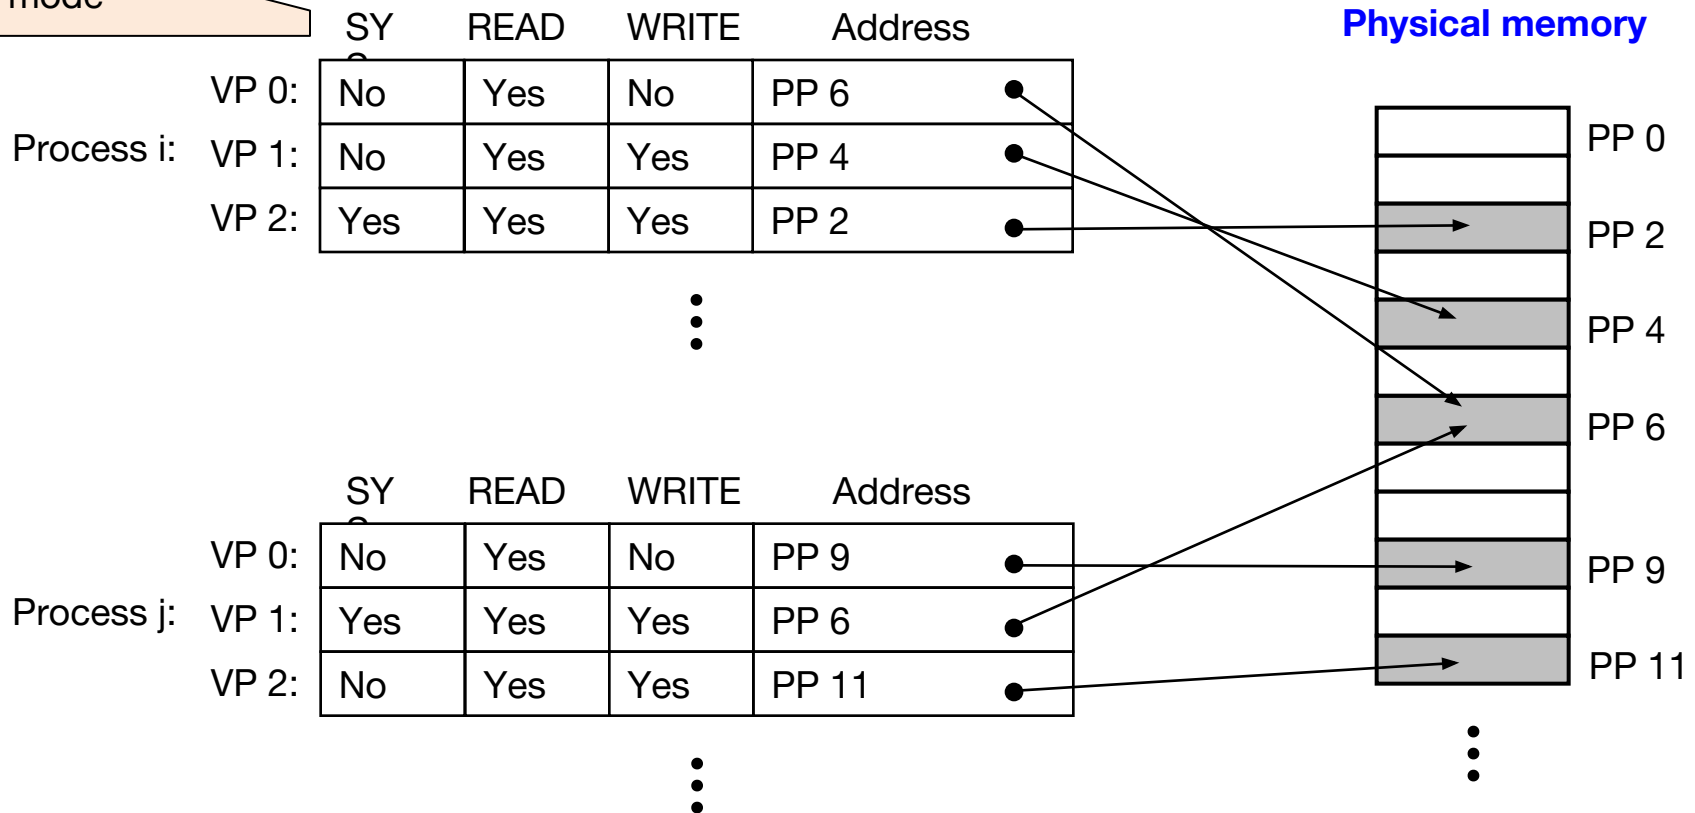 mode
Physical memory
SYS READ WRITE Address
VP 0: No Yes No PP 6
Process i: VP 1: No Yes Yes PP 4
VP 2: Yes Yes Yes PP 2
SYS READ WRITE Address
VP 0: No Yes No PP 9
Process j: VP 1: Yes Yes Yes PP 6
VP 2: No Yes Yes PP 11
PP 0
PP 2
PP 4
PP 6
PP 9
PP 11